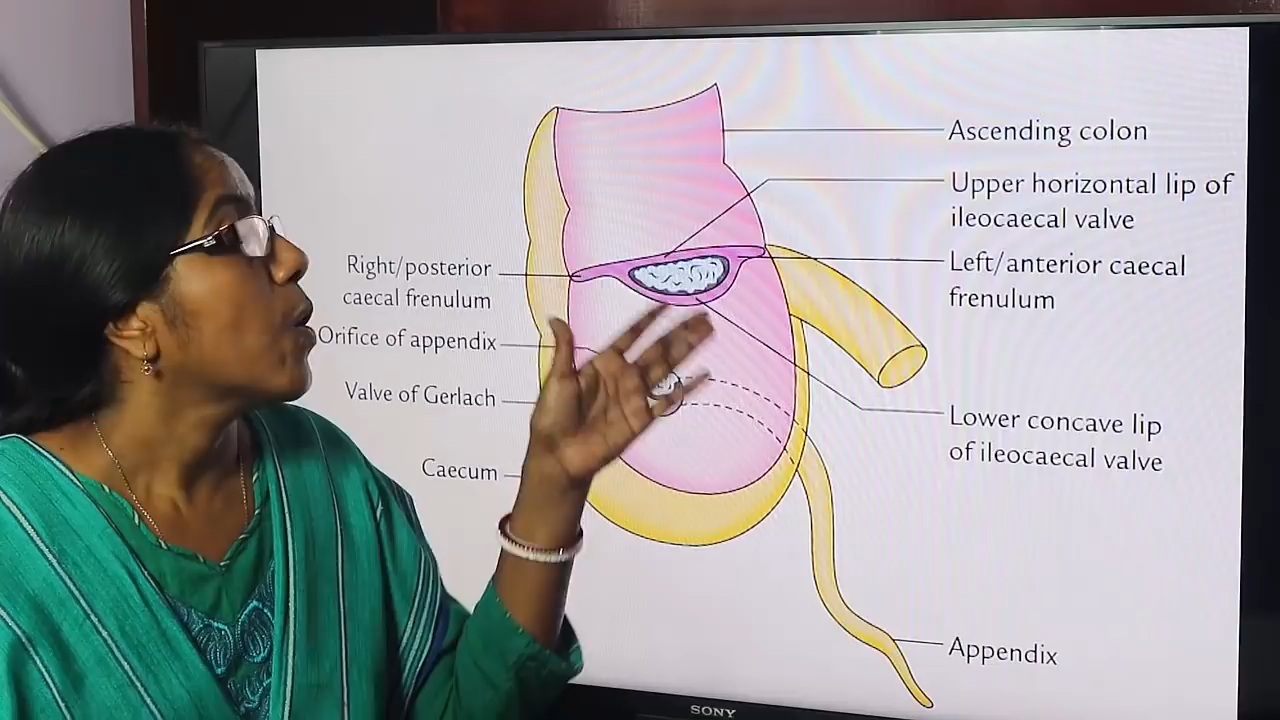 Ascending colon
Upper horizontal lip of
ileocaecal valve
Right/posterior
caecal frenulum
Left/anterior caecal
frenulum
Orifice of appendix
Valve of Gerlach
Lower concave lip
of ileocaecal valve
Caecum
Appendix
SONY